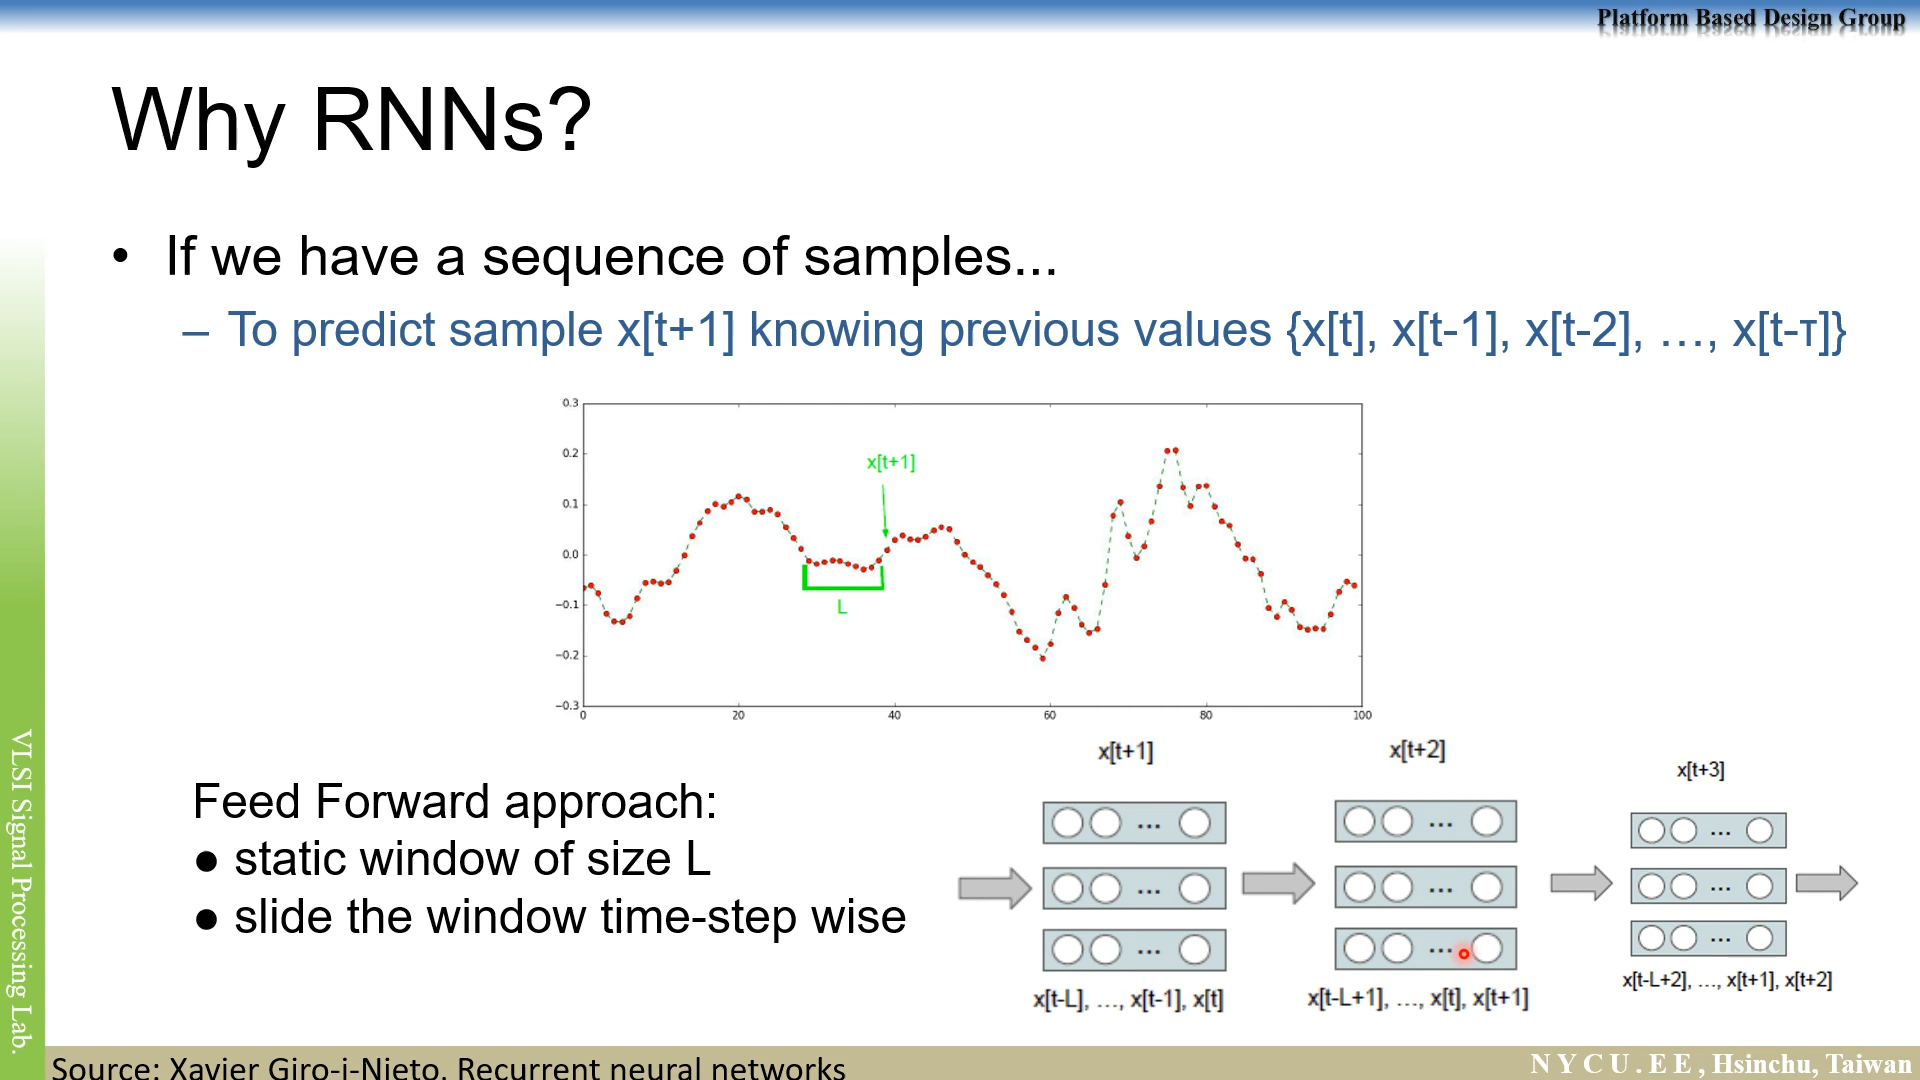 Platform Based Design Group
Why RNNs?
• If we have a sequence of samples...
– To predict sample x[t+1] knowing previous values {x[t], x[t-1], x[t-2], …, x[t-τ]}
0.3
0.2
0.1
0.0
−0.1
−0.2
−0.3
0 20 40 60 80 100
x[t+1]
L
Feed Forward approach:
● static window of size L
● slide the window time-step wise
x[t+1]
...
...
...
x[t-L], …, x[t-1], x[t]
x[t+2]
...
...
...
x[t-L+1], …, x[t], x[t+1]
x[t+3]
...
...
...
x[t-L+2], …, x[t+1], x[t+2]
VLSI Signal Processing Lab.
Source: Xavier Giro-i-Nieto, Recurrent neural networks
N Y C U . E E , Hsinchu, Taiwan